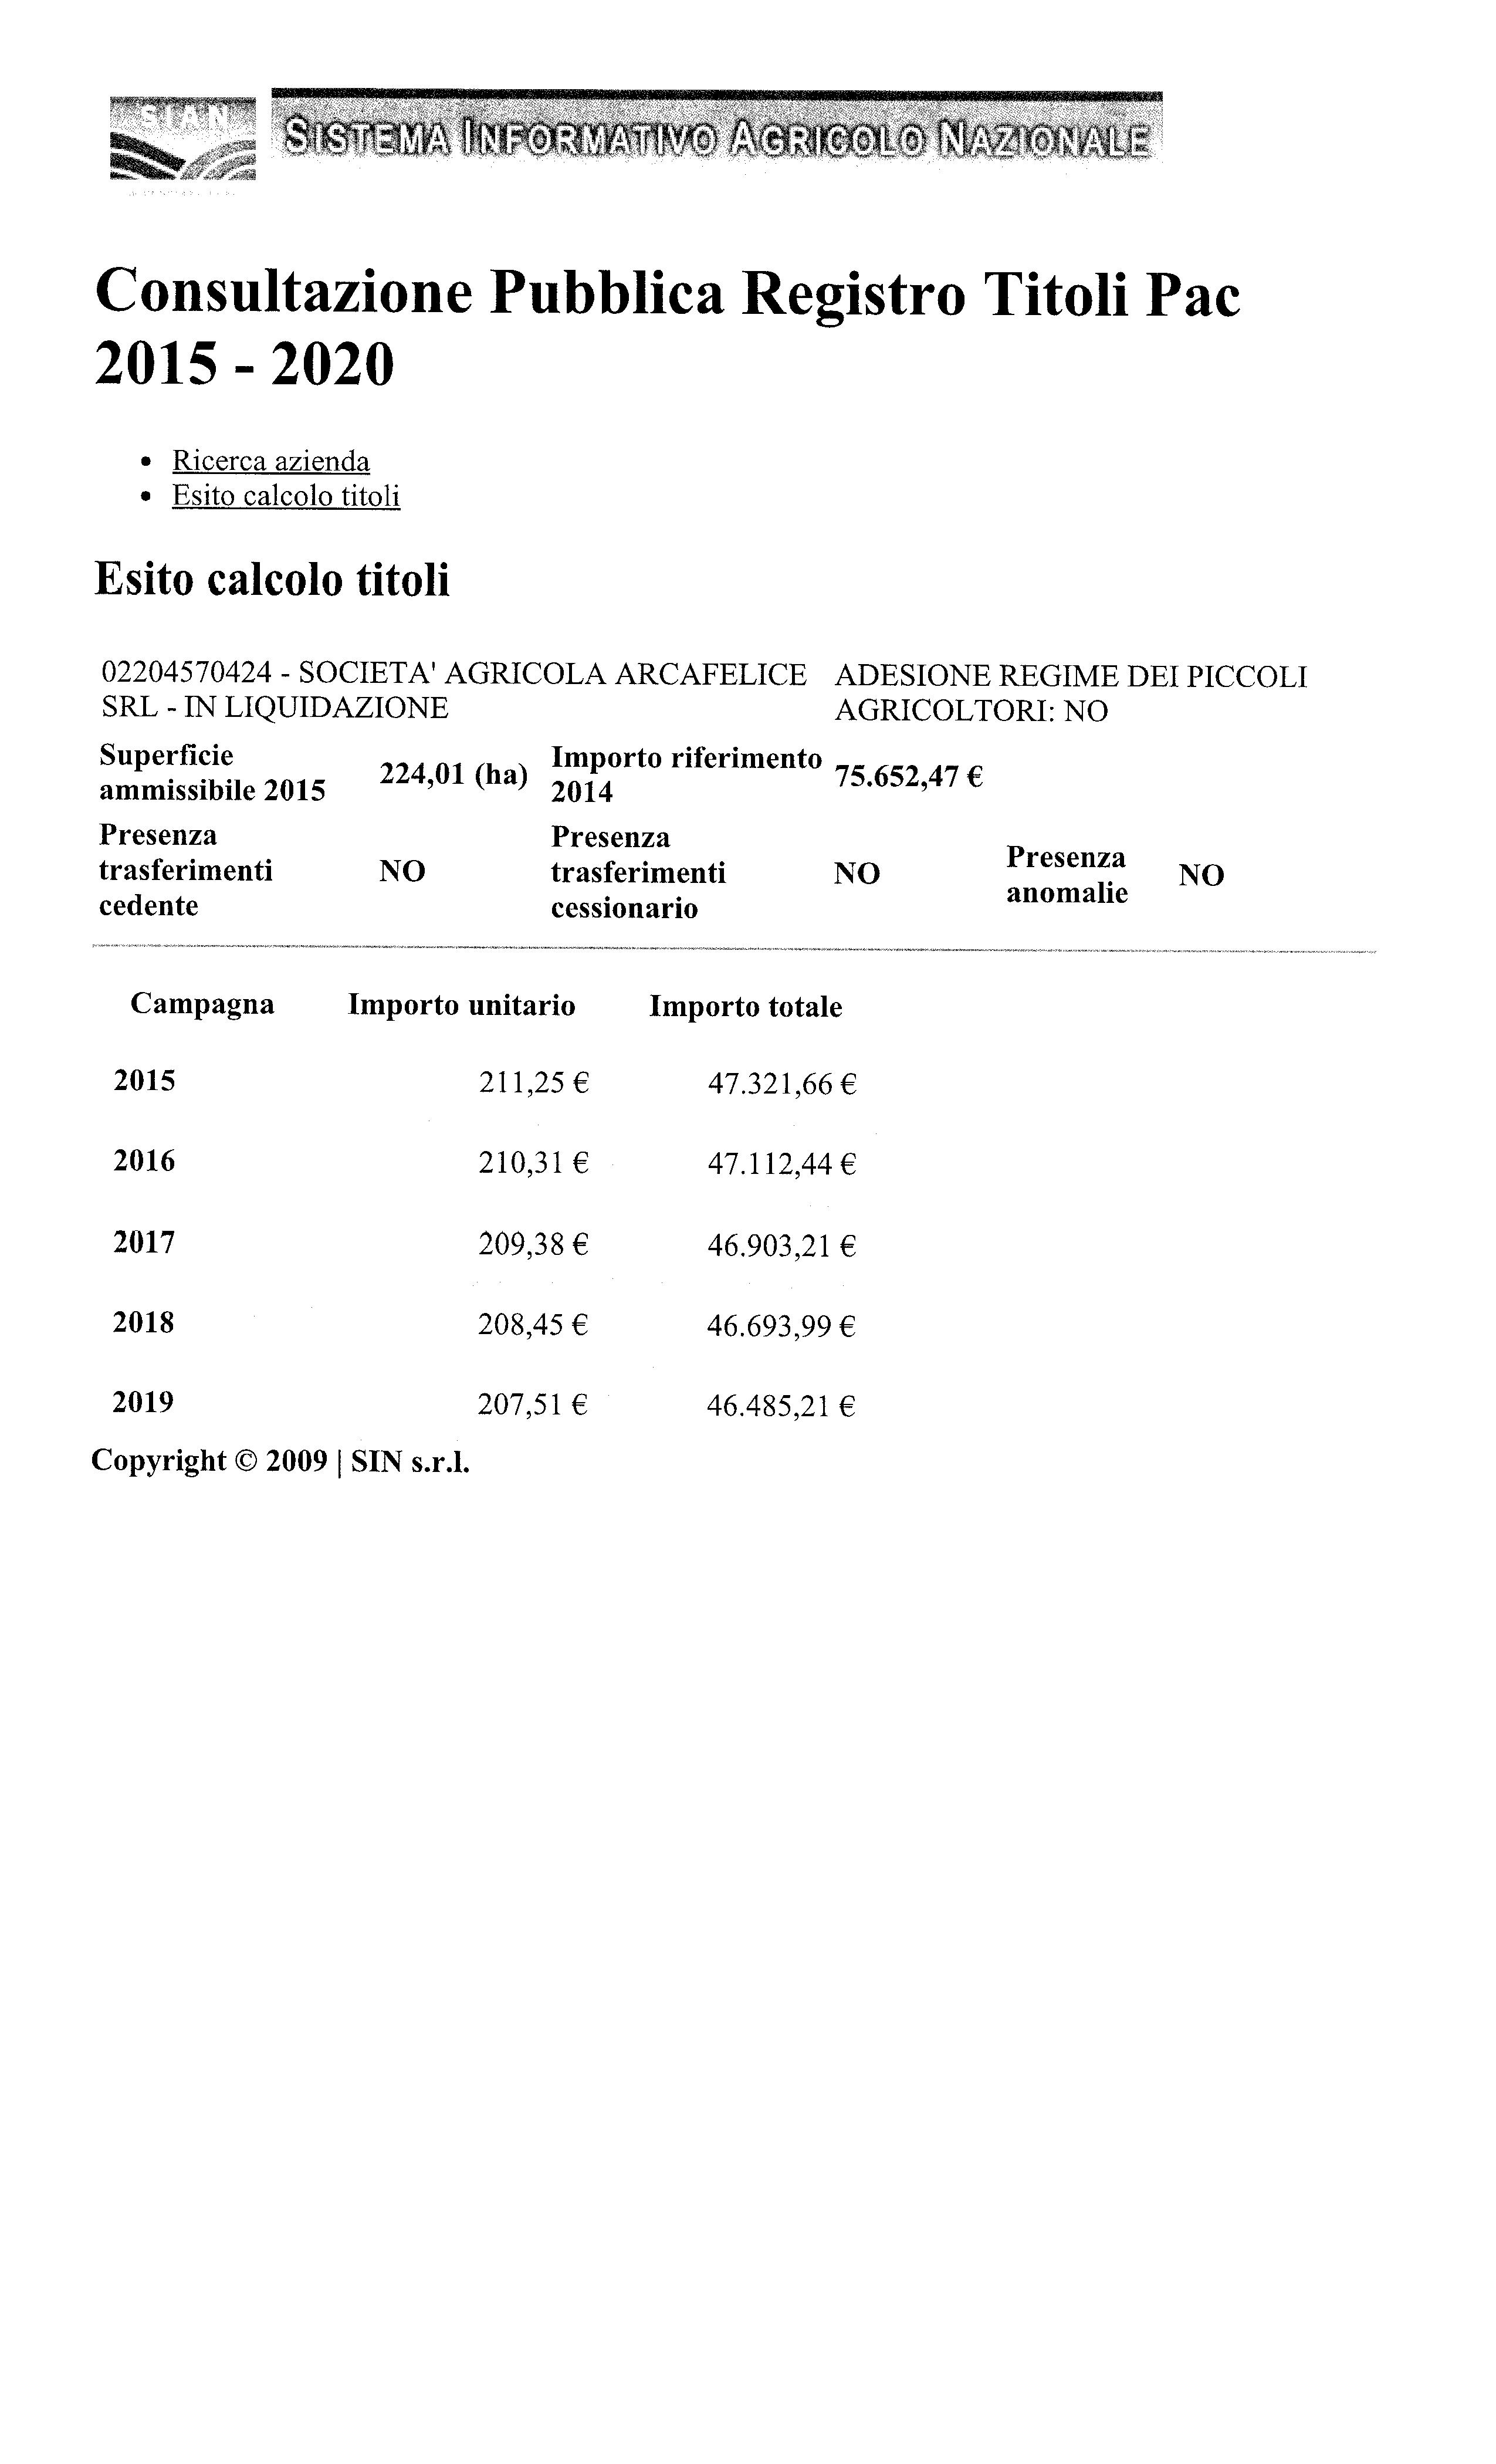 SIAN
SISTEMA INFORMATIVO AGRICOLO NAZIONALE
Consultazione Pubblica Registro Titoli Pac
2015 - 2020
• Ricerca azienda
• Esito calcolo titoli
Esito calcolo titoli
02204570424 - SOCIETA' AGRICOLA ARCAFELICE
SRL - IN LIQUIDAZIONE
ADESIONE REGIME DEI PICCOLI
AGRICOLTORI: NO
Superficie
ammissibile 2015
224,01 (ha)
Importo riferimento
2014
75.652,47 €
Presenza
trasferimenti
cedente
NO
Presenza
trasferimenti
cessionario
NO
Presenza
anomalie
NO
Campagna Importo unitario Importo totale
2015 211,25 € 47.321,66 €
2016 210,31 € 47.112,44 €
2017 209,38 € 46.903,21 €
2018 208,45 € 46.693,99 €
2019 207,51 € 46.485,21 €
Copyright © 2009 | SIN s.r.l.